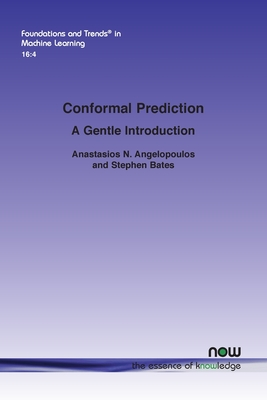 Foundations and Trends® in
Machine Learning
16:4
Conformal Prediction
A Gentle Introduction
Anastasios N. Angelopoulos
and Stephen Bates
now
the essence of knowledge